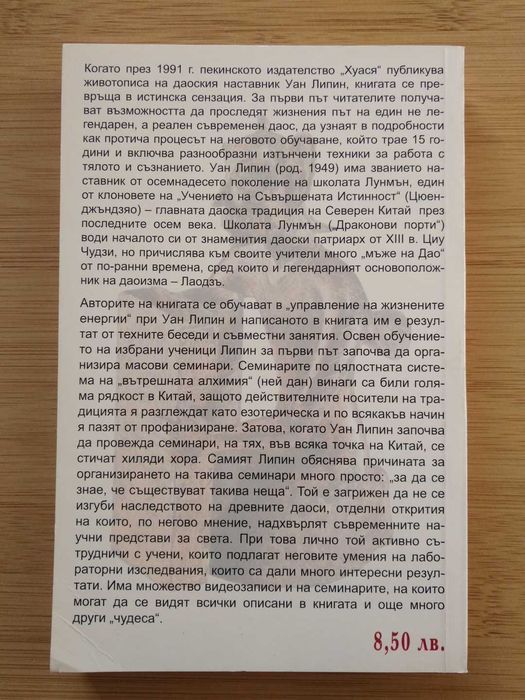 Когато през 1991 г. пекинското издателство „Хуася“ публикува
животописа на даоския наставник Уан Липин, книгата се пре-
връща в истинска сензация. За първи път читателите получа-
ват възможността да проследят жизнения път на един не ле-
гендарен, а реален съвременен даос, да узнаят в подробности
как протича процесът на неговото обучаване, който трае 15 го-
дини и включва разнообразни изтънчени техники за работа с
тялото и съзнанието. Уан Липин (род. 1949) има званието на-
ставник от осемнадесето поколение на школата Лунмън, един
от клоновете на „Учението на Съвършената Истинност“ (Цюен-
джъндзяо) – главната даоска традиция на Северен Китай през
последните осем века. Школата Лунмън („Драконови порти“)
води началото си от знаменития даоски патриарх от XIII в. Циу
Чудзи, но причислява към своите учители много „мъже на Дао“
от по-ранни времена, сред които и легендарният основополож-
ник на даоизма – Лаодзъ.
Авторите на книгата се обучават в „управление на жизнените
енергии“ при Уан Липин и написаното в книгата им е резул-
тат от техните беседи и съвместни занятия. Освен обучение-
то на избрани ученици Липин за първи път започва да орга-
низира масови семинари. Семинарите по цялостната систе-
ма на „вътрешната алхимия“ (ней дан) винаги са били голя-
ма рядкост в Китай, защото действителните носители на тра-
дицията я разглеждат като езотерическа и по всякакъв начин
я пазят от профанизиране. Затова, когато Уан Липин започва
да провежда семинари, на тях, във всяка точка на Китай, се
стичат хиляди хора. Самият Липин обяснява причината за
организирането на такива семинари много просто: „за да се
знае, че съществуват такива неща“. Той е загрижен да не се
изгуби наследството на древните даоси, отделни открития
на които, по негово мнение, надхвърлят съвременните на-
учни представи за света. При това лично той активно сът-
рудничи с учени, които подлагат неговите умения на лабо-
раторни изследвания, които са дали много интересни резул-
тати. Има множество видеозаписи и на семинарите, на които
могат да се видят всички описани в книгата и още много
други „чудеса“.
8,50 лв.